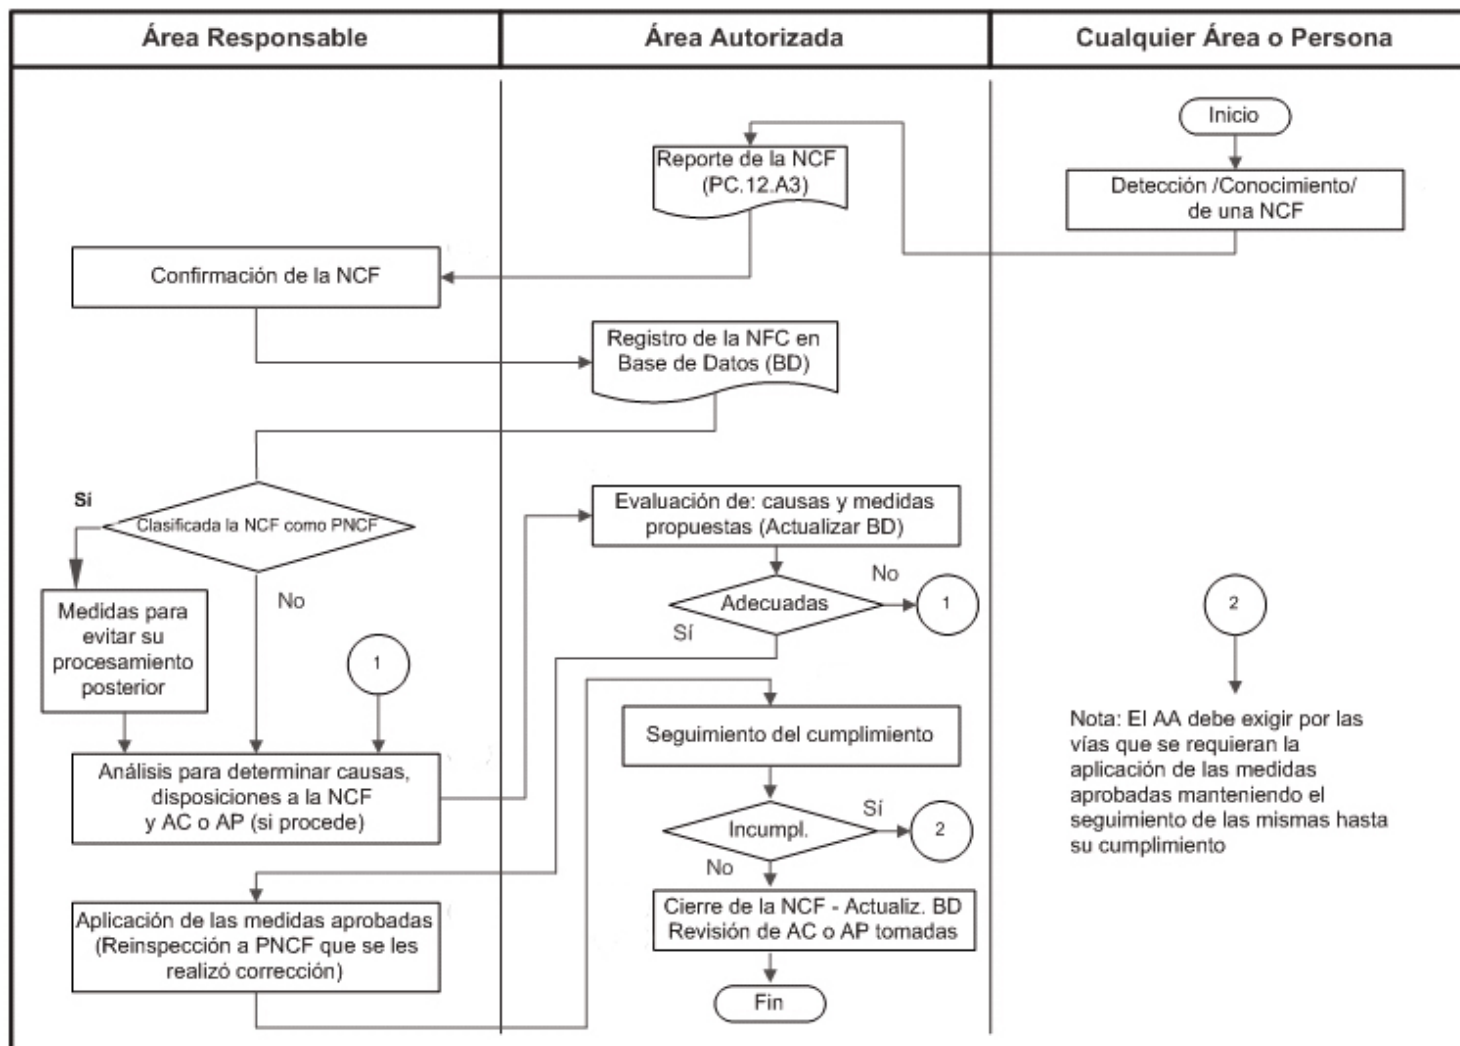 Área Responsable
Área Autorizada
Cualquier Área o Persona
Inicio
Detección /Conocimiento/
de una NCF
Reporte de la NCF
(PC.12.A3)
Confirmación de la NCF
Registro de la NFC en
Base de Datos (BD)
Sí
Clasificada la NCF como PNCF
No
Medidas para
evitar su
procesamiento
posterior
1
Análisis para determinar causas,
disposiciones a la NCF
y AC o AP (si procede)
Evaluación de: causas y medidas
propuestas (Actualizar BD)
Adecuadas
No
1
Sí
Aplicación de las medidas aprobadas
(Reinspección a PNCF que se les
realizó corrección)
Seguimiento del cumplimiento
Incumpl.
Sí
2
No
Cierre de la NCF - Actualiz. BD
Revisión de AC o AP tomadas
Fin
2
Nota: El AA debe exigir por las
vías que se requieran la
aplicación de las medidas
aprobadas manteniendo el
seguimiento de las mismas hasta
su cumplimiento